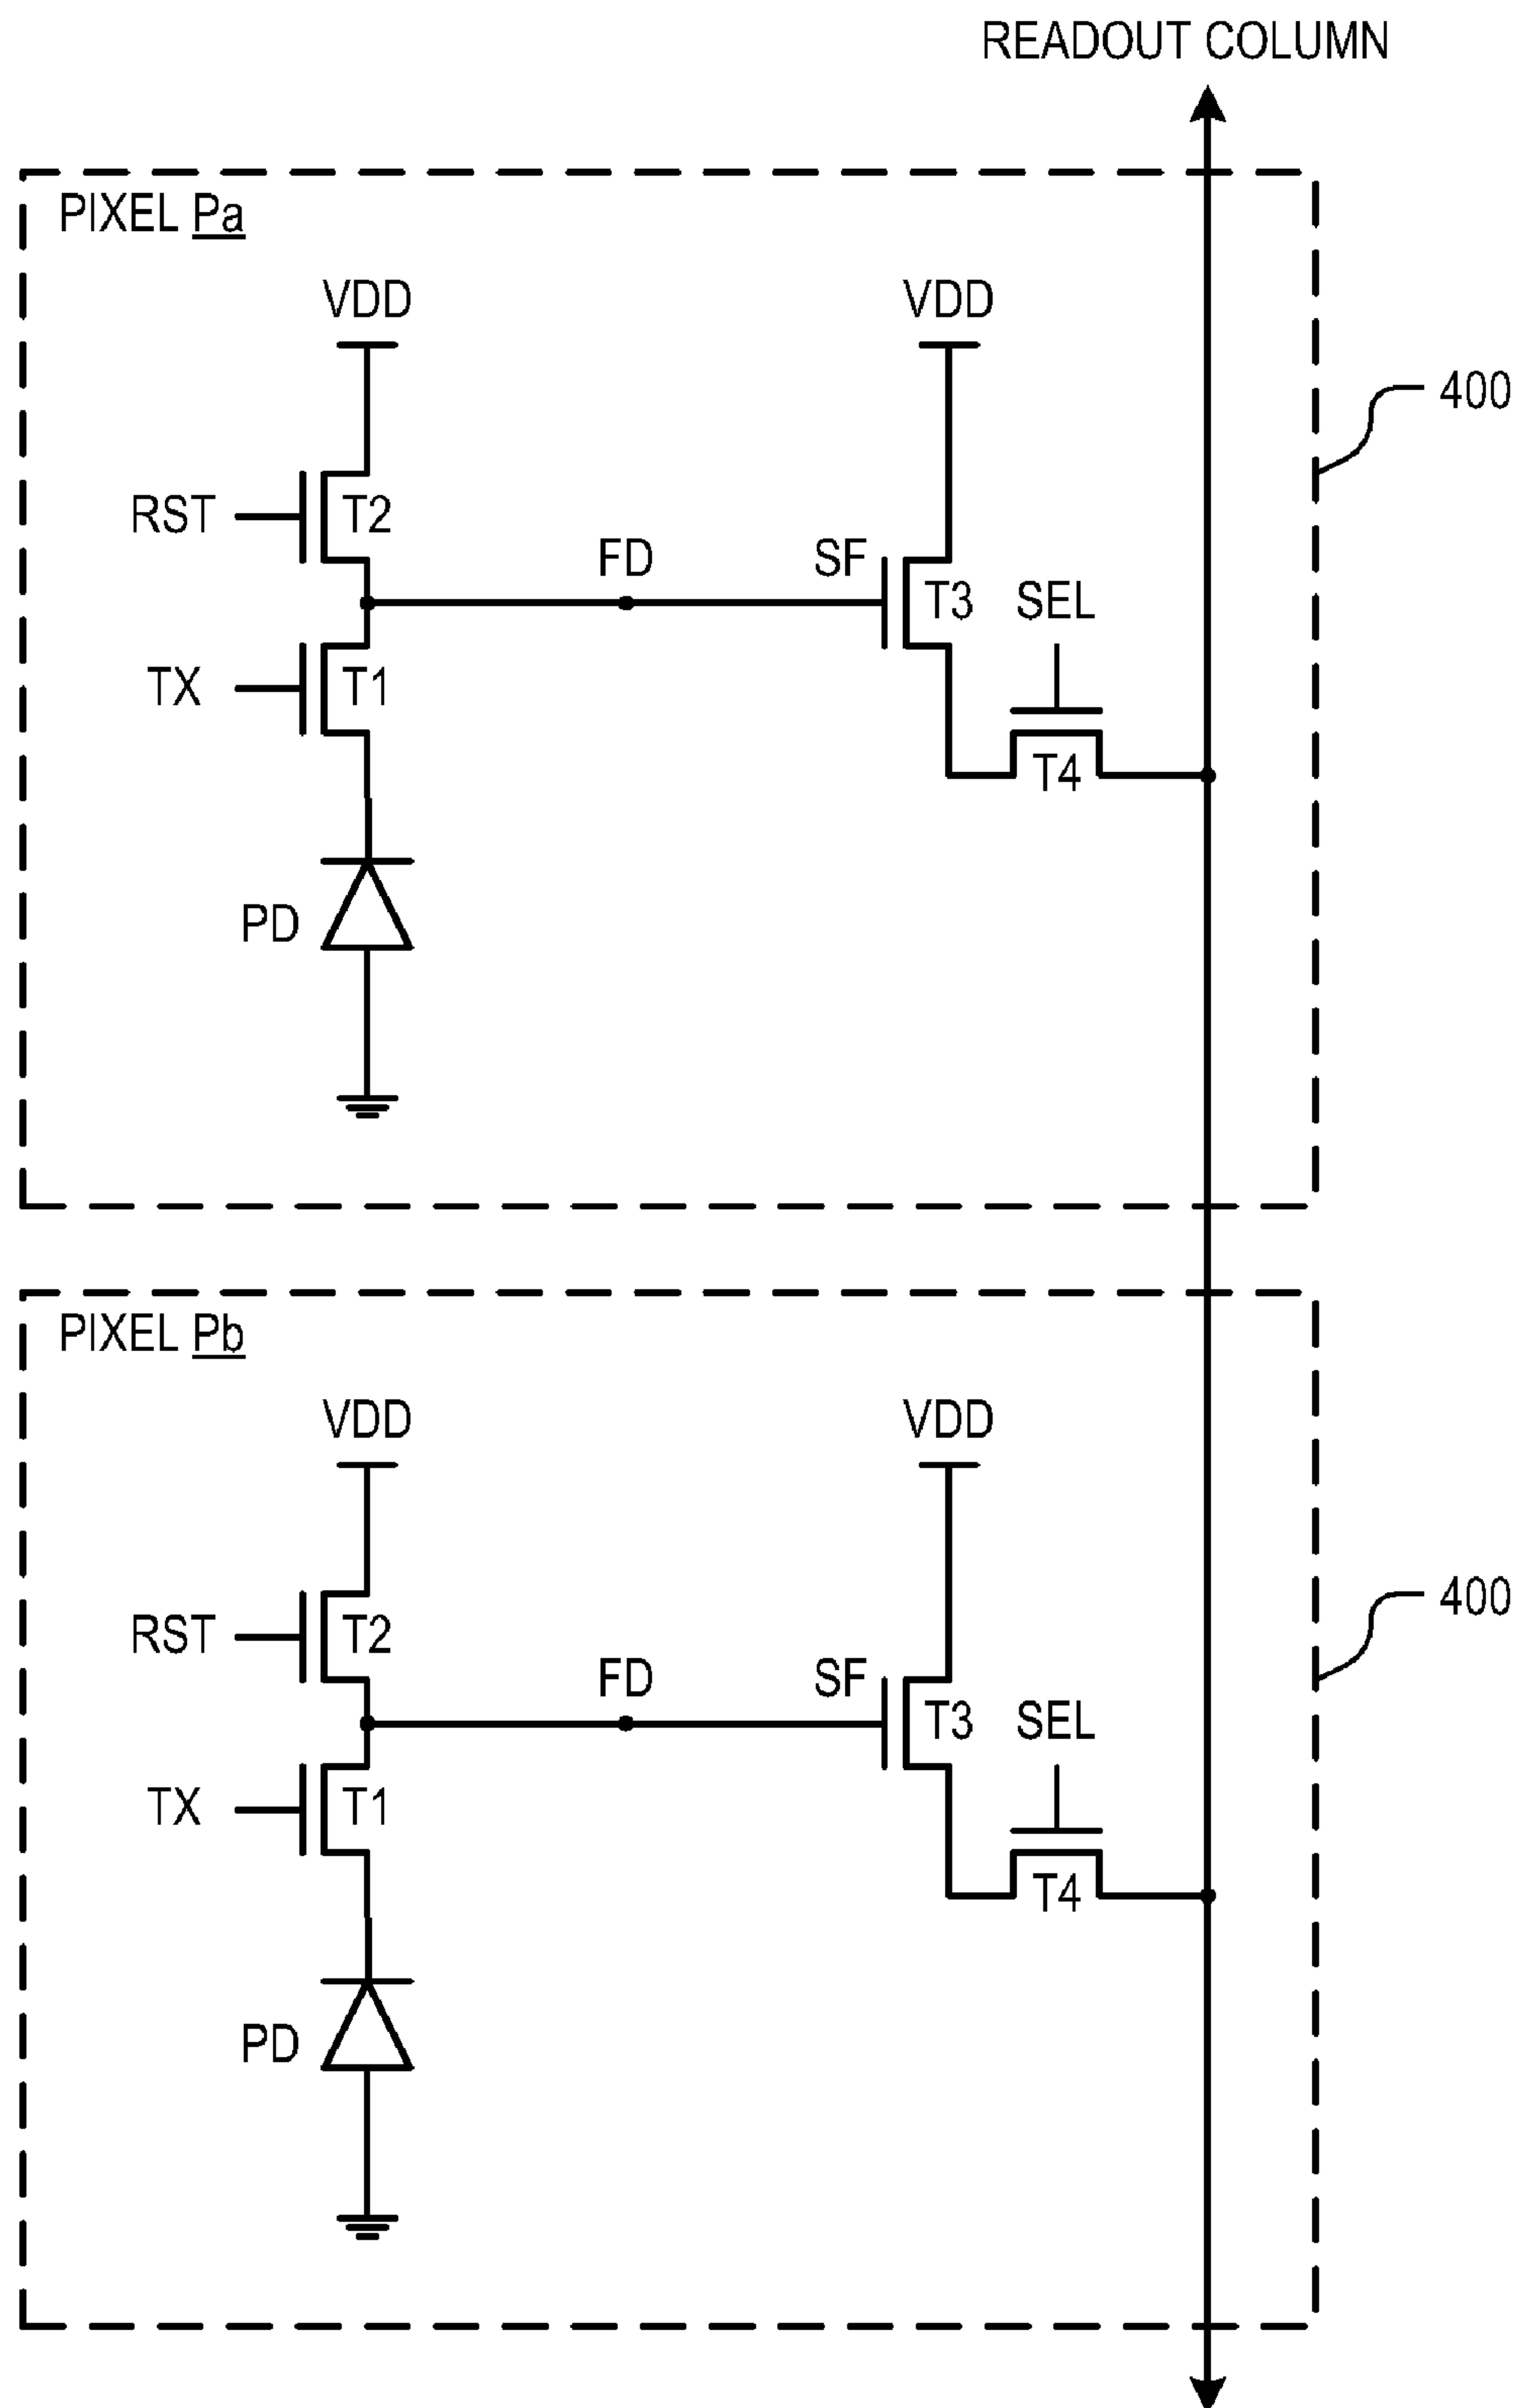 READOUT COLUMN
PIXEL Pa
VDD
VDD
400
RST
T2
FD
SF
T3
SEL
TX
T1
T4
PD
PIXEL Pb
VDD
VDD
400
RST
T2
FD
SF
T3
SEL
TX
T1
T4
PD